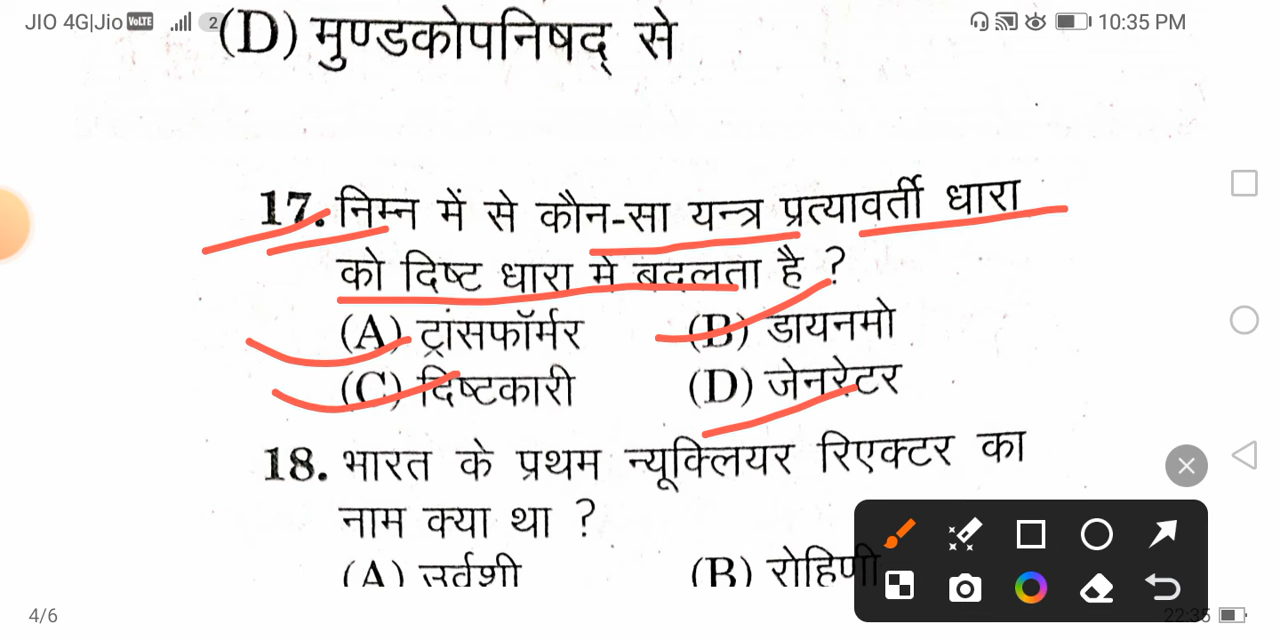 JIO 4G|Jio VoLTE 2 10:35 PM
(D) मुण्डकोपनिषद् से
17. निम्न में से कौन-सा यन्त्र प्रत्यावर्ती धारा
को दिष्ट धारा मे बदलता है ?
(A) ट्रांसफॉर्मर (B) डायनमो
(C) दिष्टकारी (D) जेनरेटर
18. भारत के प्रथम न्यूक्लियर रिएक्टर का
नाम क्या था ?
(A) उर्वशी (B) रोहिणी
4/6 22:35